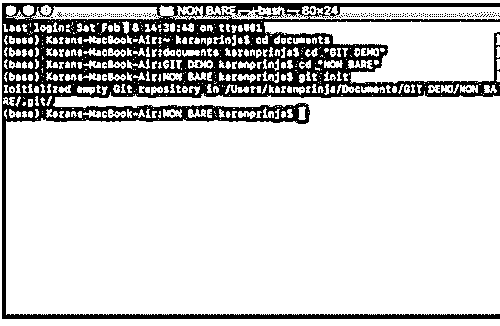 NON BARE — -bash — 80×24
Last login: Sat Feb 8 14:38:48 on ttys001
(base) Karans-MacBook-Air:~ karanprinja$ cd documents
(base) Karans-MacBook-Air:documents karanprinja$ cd "GIT DEMO"
(base) Karans-MacBook-Air:GIT DEMO karanprinja$ cd "NON BARE"
(base) Karans-MacBook-Air:NON BARE karanprinja$ git init
Initialized empty Git repository in /Users/karanprinja/Documents/GIT DEMO/NON BA
RE/.git/
(base) Karans-MacBook-Air:NON BARE karanprinja$